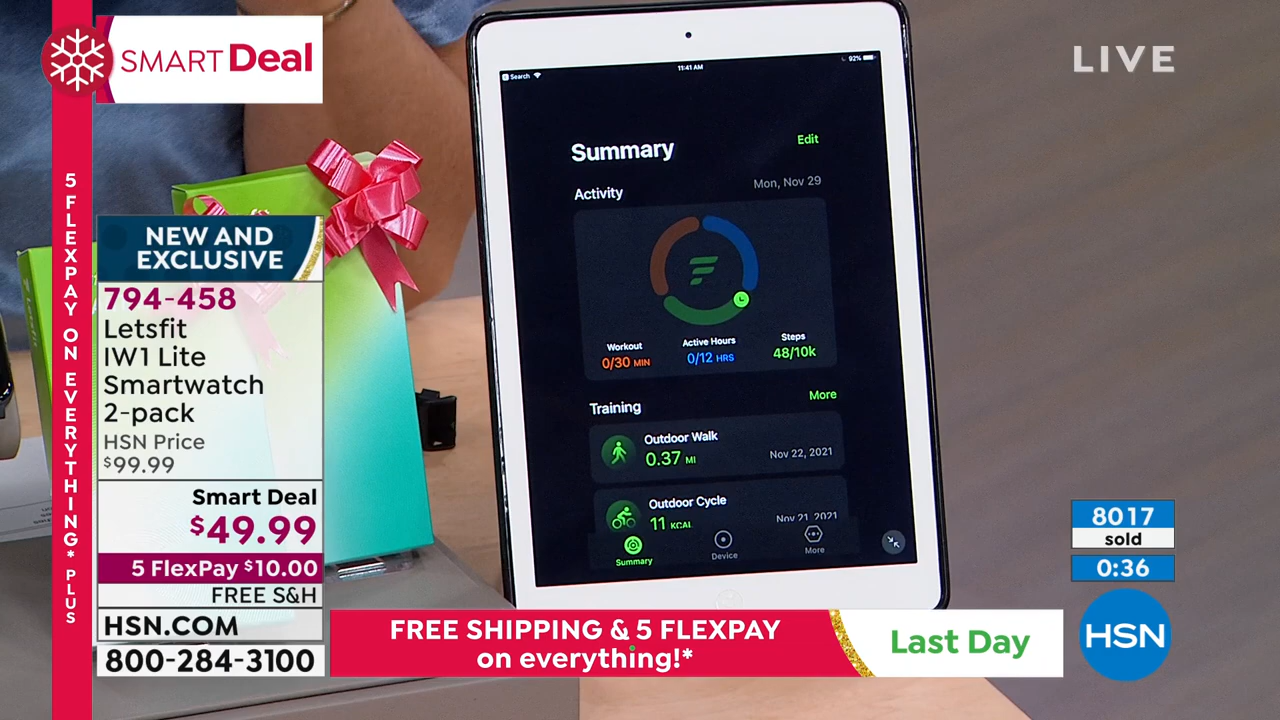 SMART Deal
LIVE
5 FLEXPAY ON EVERYTHING* PLUS
NEW AND
EXCLUSIVE
794-458
Letsfit
IW1 Lite
Smartwatch
2-pack
HSN Price
$99.99
Smart Deal
$49.99
5 FlexPay $10.00
FREE S&H
HSN.COM
800-284-3100
Search
11:41 AM
92%
Summary
Edit
Activity
Mon, Nov 29
Workout
0/30 MIN
Active Hours
0/12 HRS
Steps
48/10k
Training
More
Outdoor Walk
0.37 MI
Nov 22, 2021
Outdoor Cycle
11 KCAL
Nov 21, 2021
Summary
Device
More
FREE SHIPPING & 5 FLEXPAY
on everything!*
Last Day
8017
sold
0:36
HSN